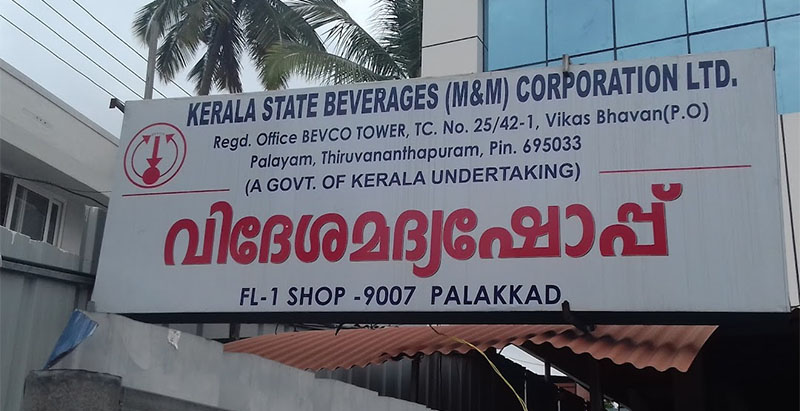 KERALA STATE BEVERAGES (M&M) CORPORATION LTD.
Regd. Office BEVCO TOWER, TC. No. 25/42-1, Vikas Bhavan(P.O)
Palayam, Thiruvananthapuram, Pin. 695033
(A GOVT. OF KERALA UNDERTAKING)
വിദേശമദ്യഷോപ്പ്
FL-1 SHOP -9007 PALAKKAD